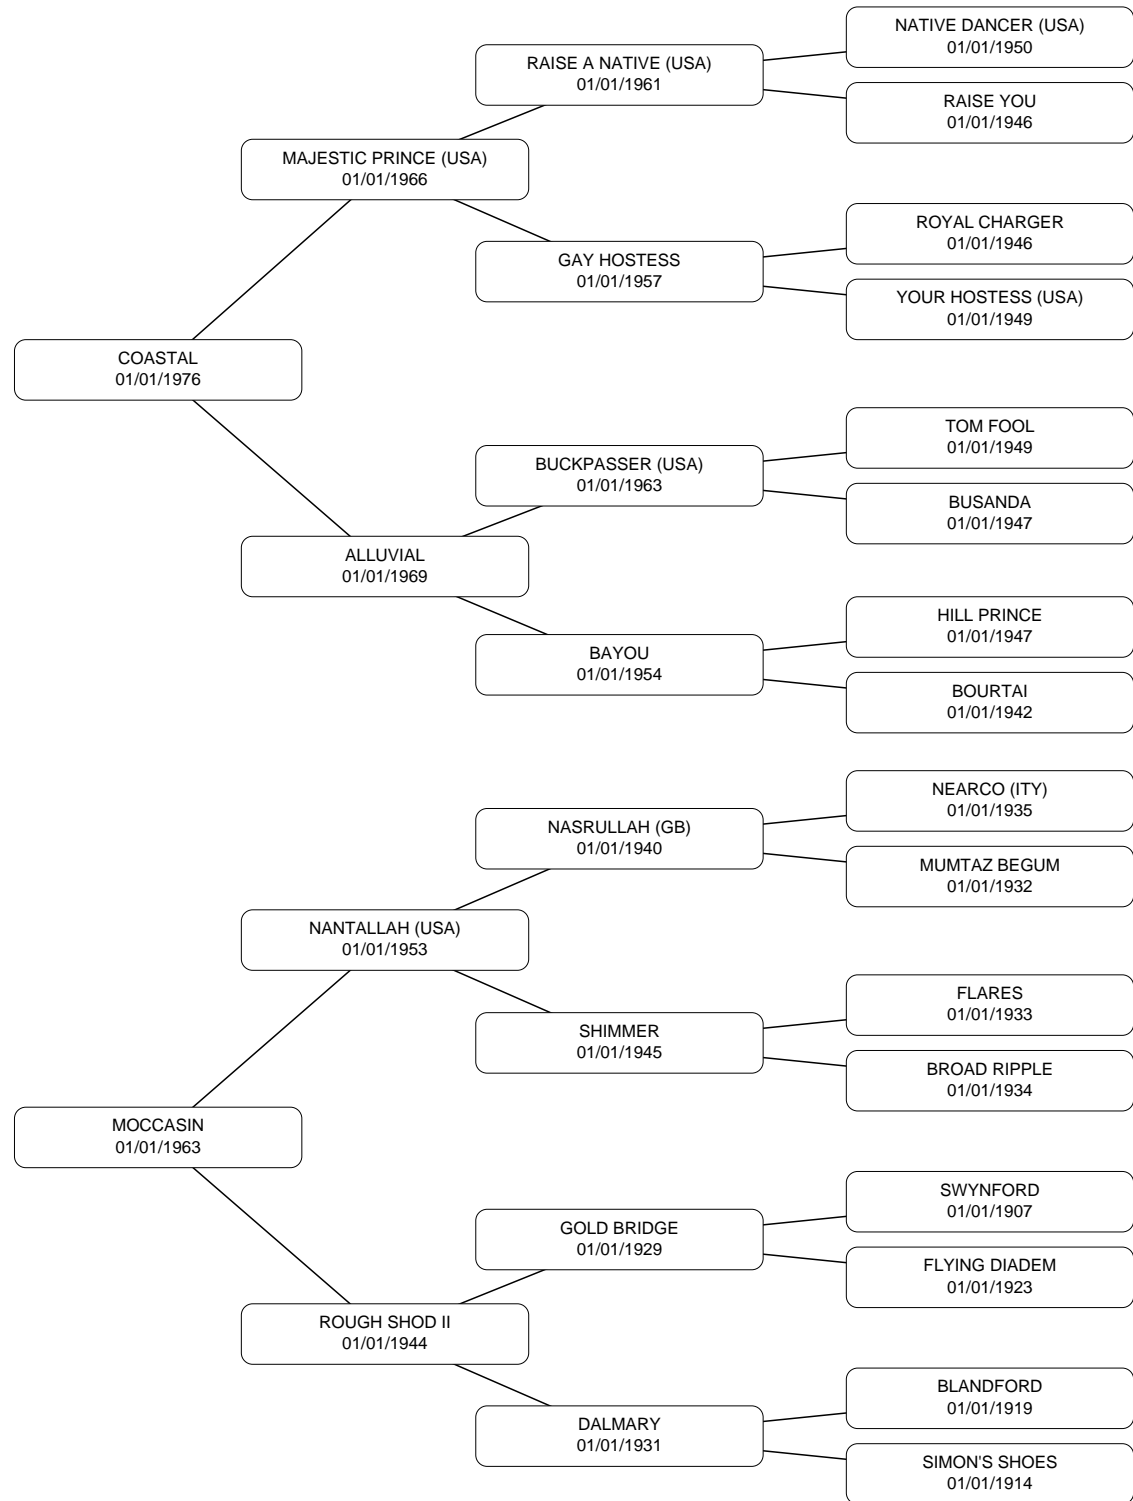 NATIVE DANCER (USA)
01/01/1950
RAISE A NATIVE (USA)
01/01/1961
RAISE YOU
01/01/1946
MAJESTIC PRINCE (USA)
01/01/1966
ROYAL CHARGER
01/01/1946
GAY HOSTESS
01/01/1957
YOUR HOSTESS (USA)
01/01/1949
COASTAL
01/01/1976
TOM FOOL
01/01/1949
BUCKPASSER (USA)
01/01/1963
BUSANDA
01/01/1947
ALLUVIAL
01/01/1969
HILL PRINCE
01/01/1947
BAYOU
01/01/1954
BOURTAI
01/01/1942
NEARCO (ITY)
01/01/1935
NASRULLAH (GB)
01/01/1940
MUMTAZ BEGUM
01/01/1932
NANTALLAH (USA)
01/01/1953
FLARES
01/01/1933
SHIMMER
01/01/1945
BROAD RIPPLE
01/01/1934
MOCCASIN
01/01/1963
SWYNFORD
01/01/1907
GOLD BRIDGE
01/01/1929
FLYING DIADEM
01/01/1923
ROUGH SHOD II
01/01/1944
BLANDFORD
01/01/1919
DALMARY
01/01/1931
SIMON'S SHOES
01/01/1914